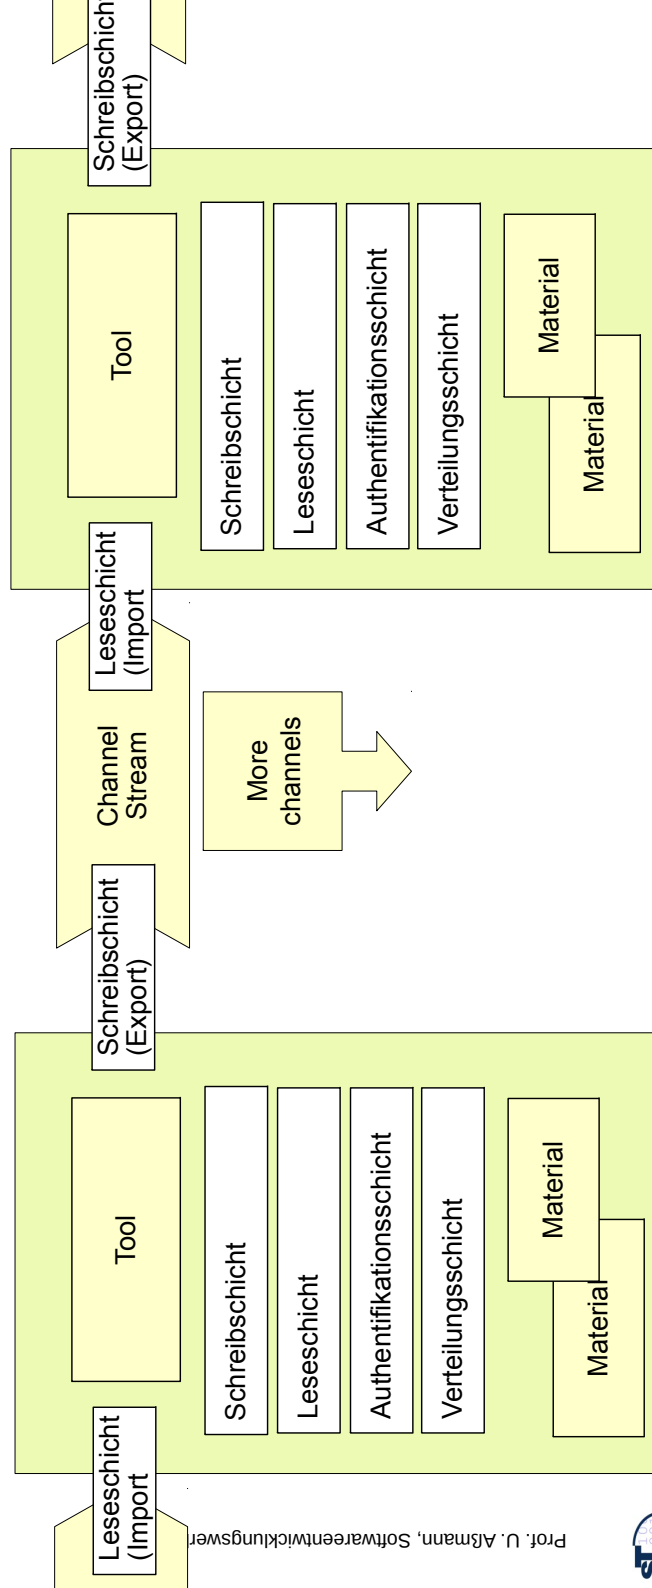 Leseschicht
(Import
Tool
Schreibschicht
Leseschicht
Authentifikationsschicht
Verteilungsschicht
Material
Material
Schreibschicht
(Export)
Channel
Stream
More
channels
Leseschicht
(Import
Tool
Schreibschicht
Leseschicht
Authentifikationsschicht
Verteilungsschicht
Material
Material
Schreibschicht
(Export)
Prof. U. Aßmann, Softwareentwicklungswer